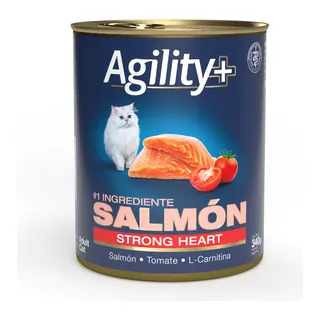 Agility+
#1 INGREDIENTE
SALMÓN
STRONG HEART
Salmón • Tomate • L-Carnitina
Adult
Cat
340g